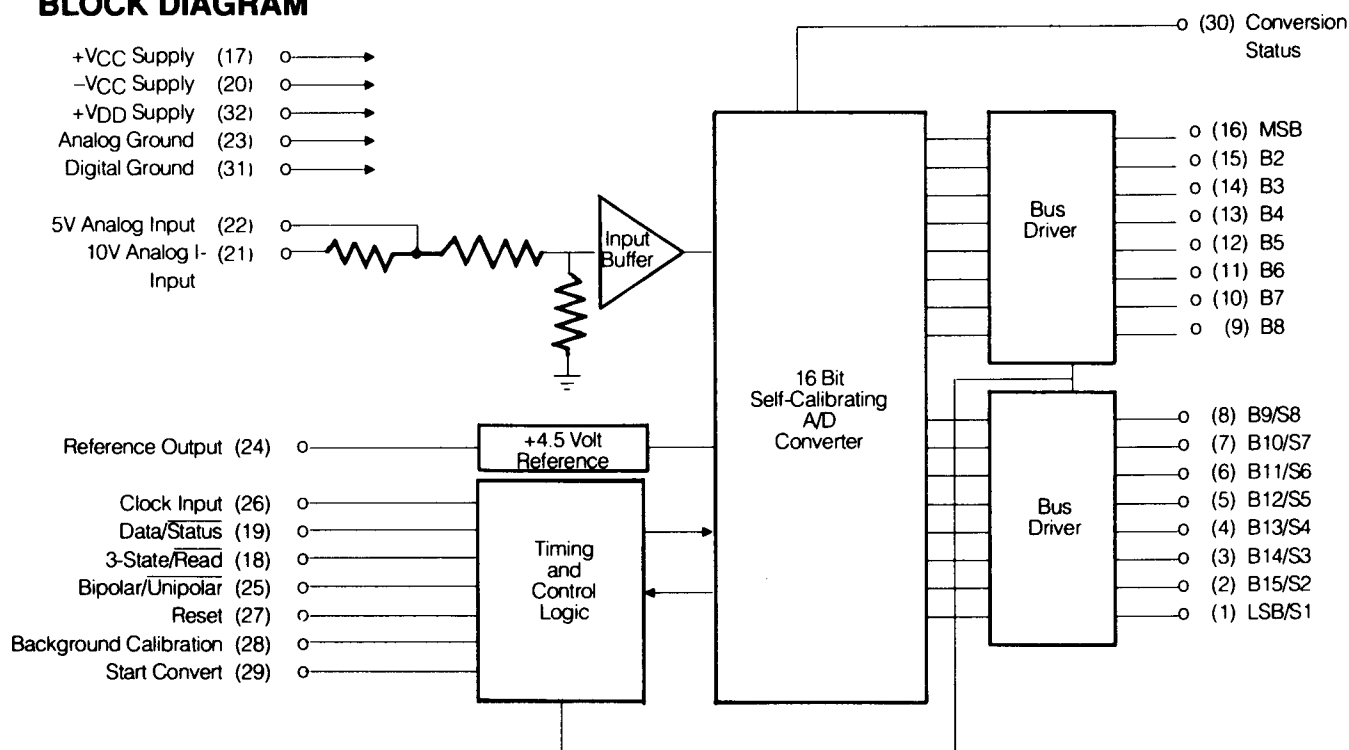 BLOCK DIAGRAM
+VCC Supply (17)
–VCC Supply (20)
+VDD Supply (32)
Analog Ground (23)
Digital Ground (31)
5V Analog Input (22)
10V Analog I- (21)
Input
Input
Buffer
Reference Output (24)
+4.5 Volt
Reference
Clock Input (26)
Data/Status (19)
3-State/Read (18)
Bipolar/Unipolar (25)
Reset (27)
Background Calibration (28)
Start Convert (29)
Timing
and
Control
Logic
16 Bit
Self-Calibrating
A/D
Converter
(30) Conversion
Status
Bus
Driver
(16) MSB
(15) B2
(14) B3
(13) B4
(12) B5
(11) B6
(10) B7
(9) B8
Bus
Driver
(8) B9/S8
(7) B10/S7
(6) B11/S6
(5) B12/S5
(4) B13/S4
(3) B14/S3
(2) B15/S2
(1) LSB/S1